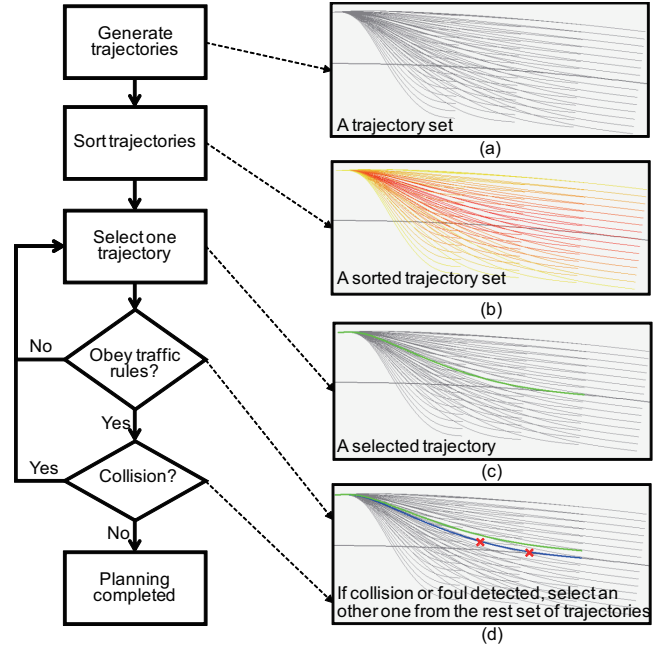 Generate
trajectories
Sort trajectories
Select one
trajectory
No
Obey traffic
rules?
Yes
Yes
Collision?
No
Planning
completed
A trajectory set
(a)
A sorted trajectory set
(b)
A selected trajectory
(c)
If collision or foul detected, select an
other one from the rest set of trajectories
(d)